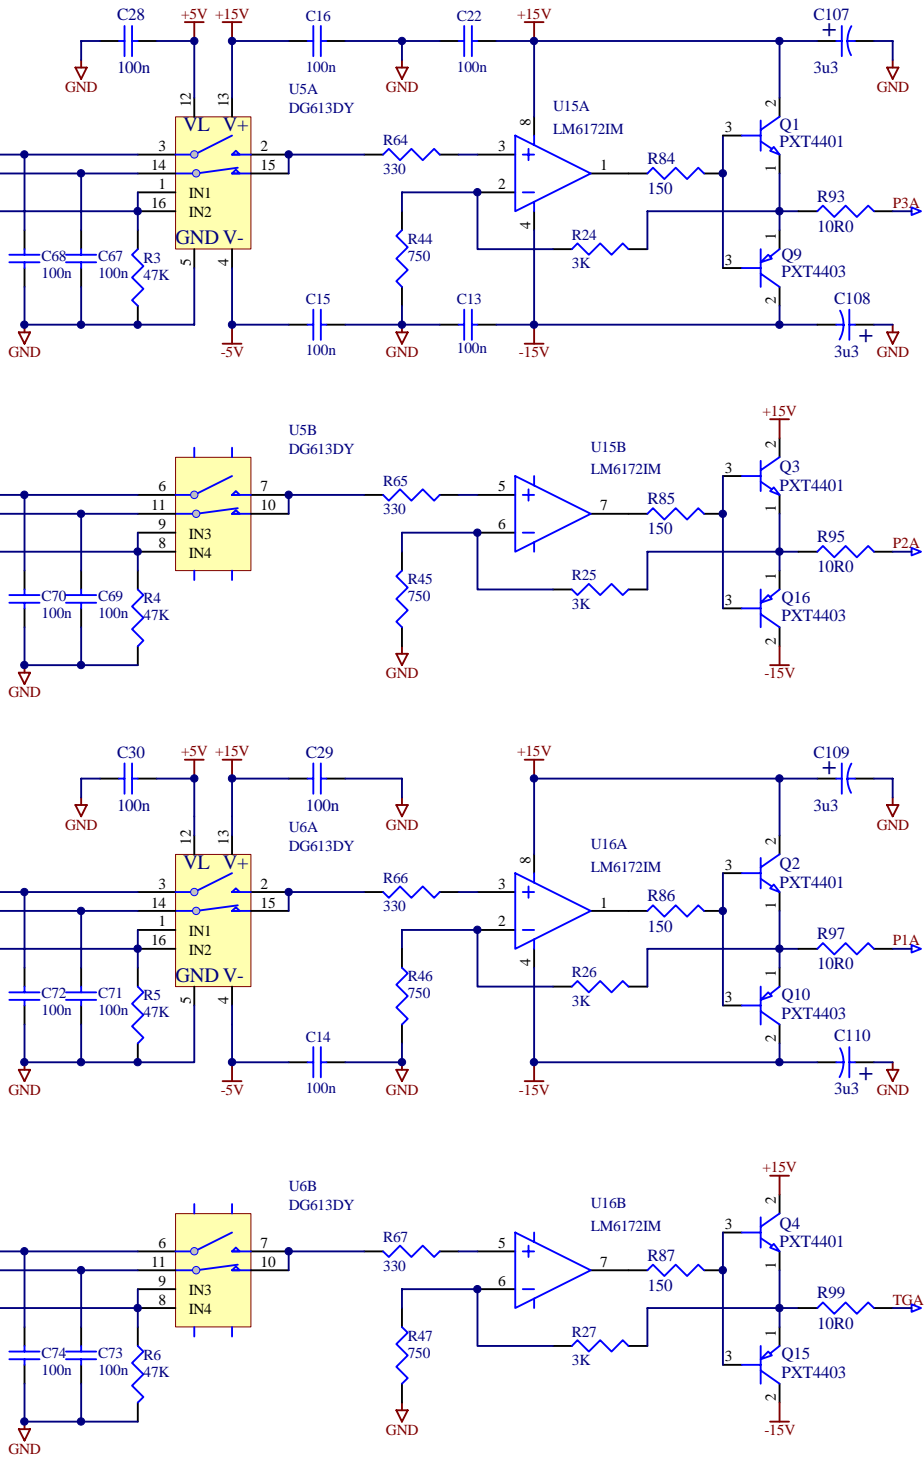 C28 +5V +15V C16 C22 +15V C107
100n 100n 100n 3u3
GND GND GND
12 13 U5A
DG613DY
8 U15A
LM6172IM
2 Q1
PXT4401
VL V+
3 2 R64 3 1 R84 3 1
14 15 330 150
1 IN1 2 R93 P3A
16 IN2 10R0
GND V- R44 4 R24 1 Q9
C68 C67 R3 750 3K 3 PXT4403
100n 100n 47K 5 4 2
C15 C13 C108
100n 100n 3u3
GND -5V GND -15V GND
+15V
U5B
DG613DY
U15B
LM6172IM
2 Q3
PXT4401
6 7 R65 5 7 R85 3 1
11 10 330 150
9 IN3 6 R95 P2A
8 IN4 10R0
C70 C69 R4 R45 R25 1 Q16
100n 100n 47K 750 3K 3 PXT4403
2
GND GND -15V
C30 +5V +15V C29 +15V C109
100n 100n 3u3
GND GND GND
12 13 U6A
DG613DY
8 U16A
LM6172IM
2 Q2
PXT4401
VL V+
3 2 R66 3 1 R86 3 1
14 15 330 150
1 IN1 2 R97 P1A
16 IN2 10R0
GND V- R46 4 R26 1 Q10
C72 C71 R5 750 3K 3 PXT4403
100n 100n 47K 5 4 2
C14 C110
100n 3u3
GND -5V GND -15V GND
+15V
U6B
DG613DY
U16B
LM6172IM
2 Q4
PXT4401
6 7 R67 5 7 R87 3 1
11 10 330 150
9 IN3 6 R99 TGA
8 IN4 10R0
C74 C73 R6 R47 R27 1 Q15
100n 100n 47K 750 3K 3 PXT4403
2
GND GND -15V